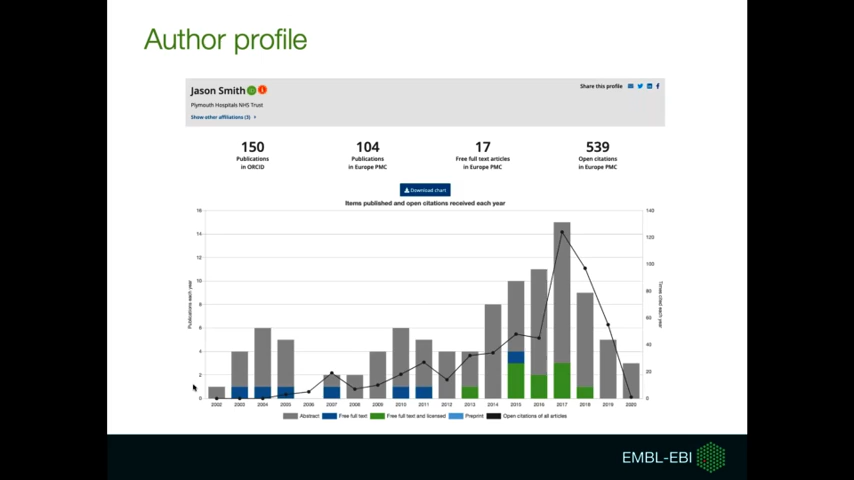 Author profile
Jason Smith
Share this profile
Plymouth Hospitals NHS Trust
Show other affiliations (3)
150 104 17 539
Publications Publications Free full text articles Open citations
in ORCID in Europe PMC in Europe PMC in Europe PMC
Download chart
Items published and open citations received each year
Publications each year
16
14
12
10
8
6
4
2
0
140
120
100
80
60
40
20
0
Times cited each year
2002 2003 2004 2005 2006 2007 2008 2009 2010 2011 2012 2013 2014 2015 2016 2017 2018 2019 2020
Abstract Free full text Free full text and licensed Preprint Open citations of all articles
EMBL-EBI